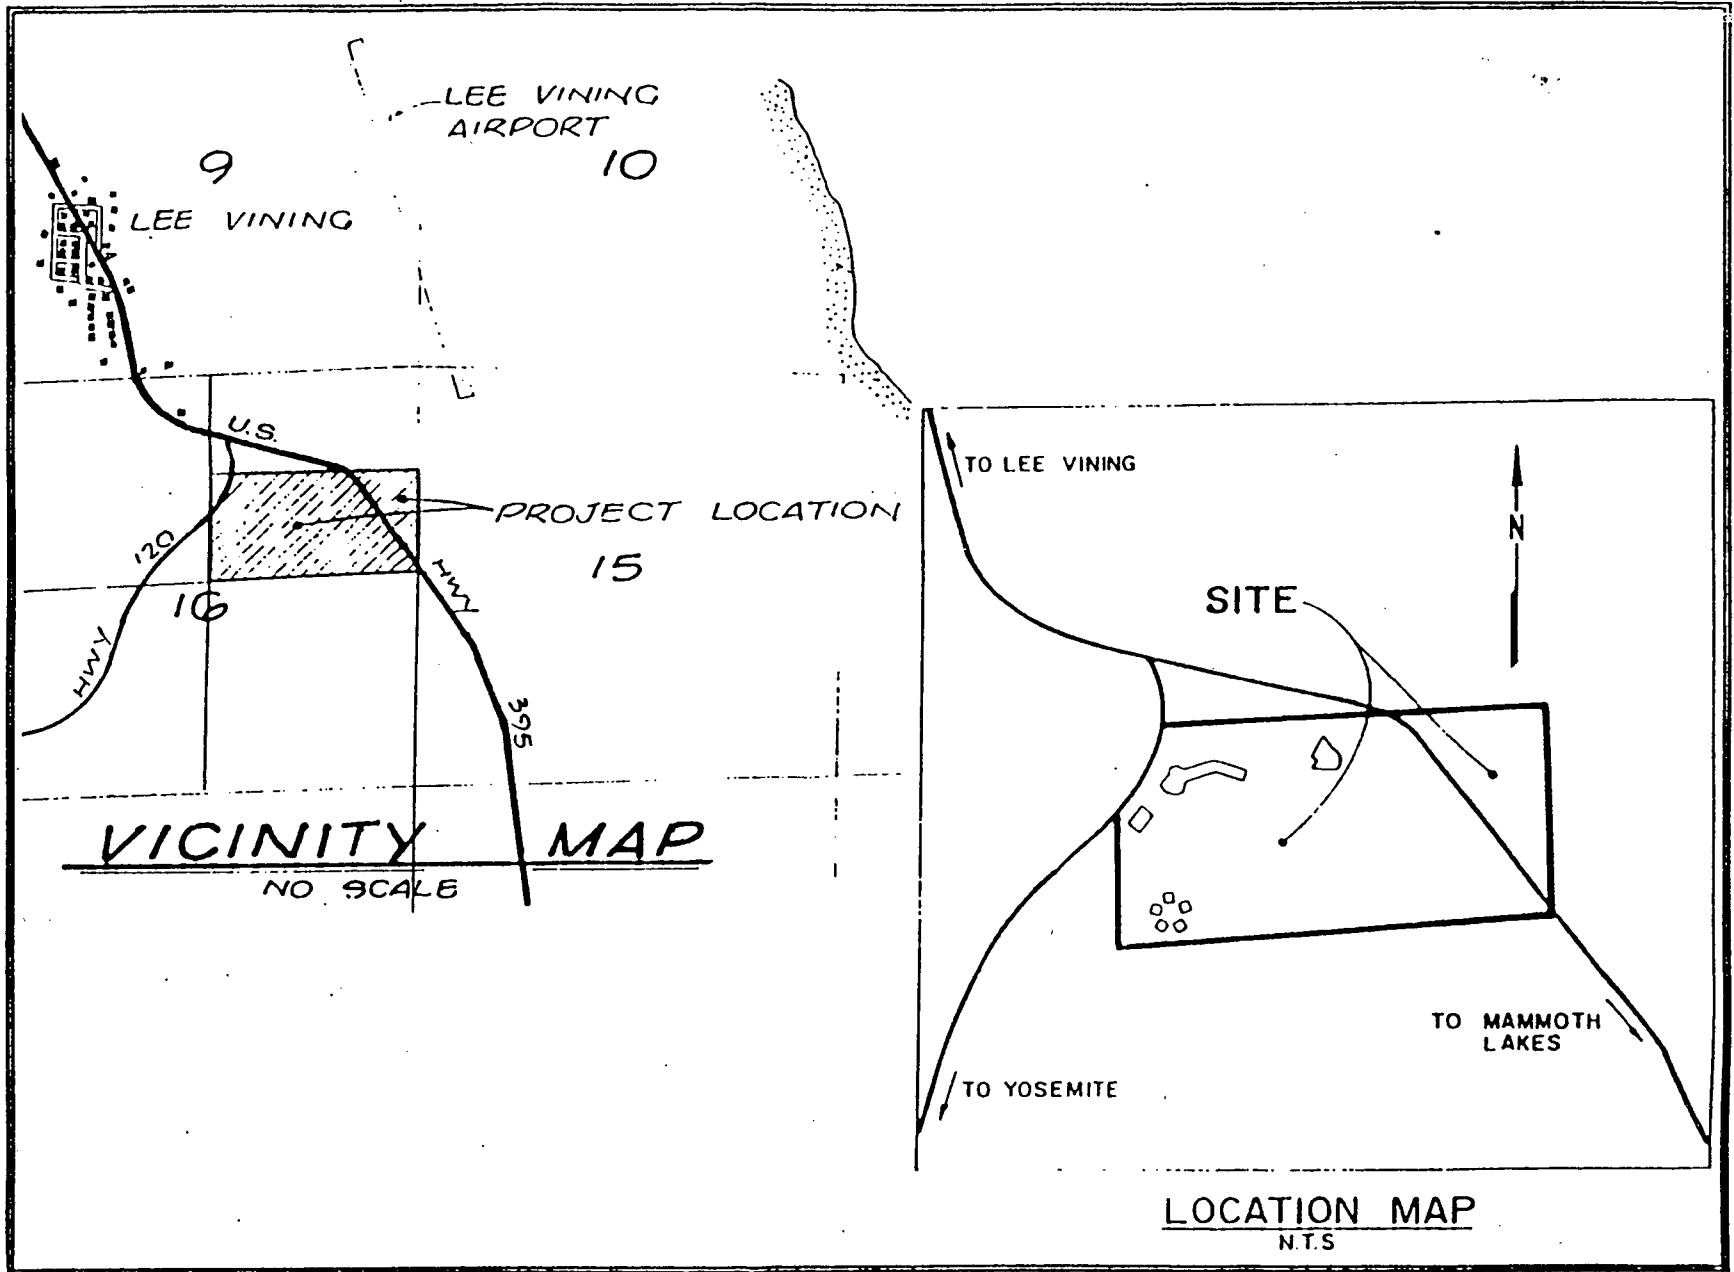 LEE VINING
AIRPORT
9
10
LEE VINING
U.S.
PROJECT LOCATION
120
15
HWY
16
HWY
395
VICINITY MAP
NO SCALE
TO LEE VINING
N
SITE
TO MAMMOTH
LAKES
TO YOSEMITE
LOCATION MAP
N.T.S